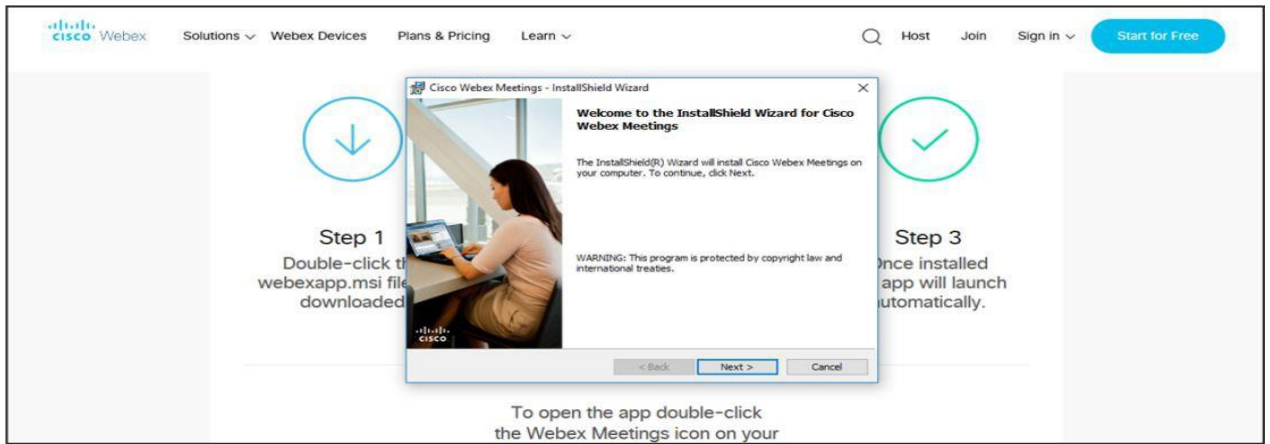 cisco Webex Solutions Webex Devices Plans & Pricing Learn Host Join Sign in Start for Free
Cisco Webex Meetings - InstallShield Wizard
Welcome to the InstallShield Wizard for Cisco
Webex Meetings
The InstallShield(R) Wizard will install Cisco Webex Meetings on
your computer. To continue, click Next.
WARNING: This program is protected by copyright law and
international treaties.
cisco
< Back Next > Cancel
Step 1
Double-click
webexapp.msi
downloaded
Step 3
installed
app will launch
automatically.
To open the app double-click
the Webex Meetings icon on your